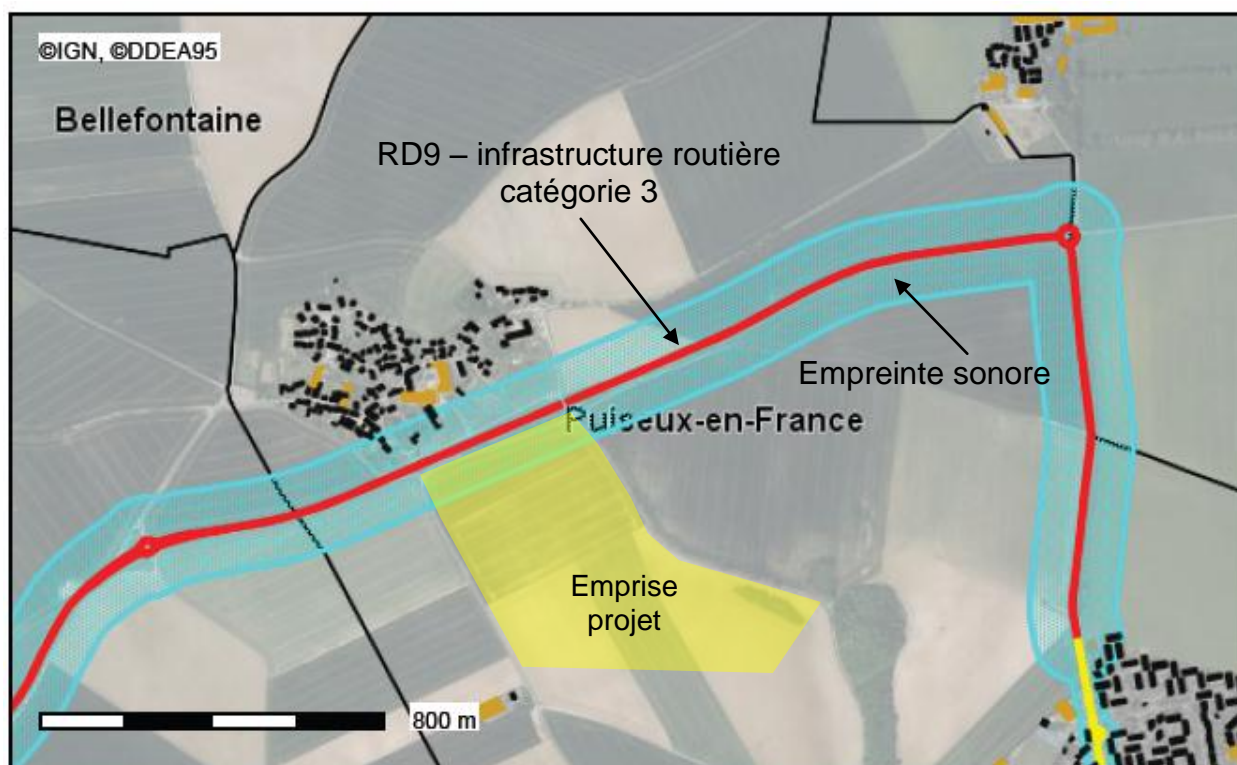 ©IGN, ©DDEA95
Bellefontaine
RD9 – infrastructure routière
catégorie 3
Empreinte sonore
Puiseux-en-France
Emprise
projet
800 m